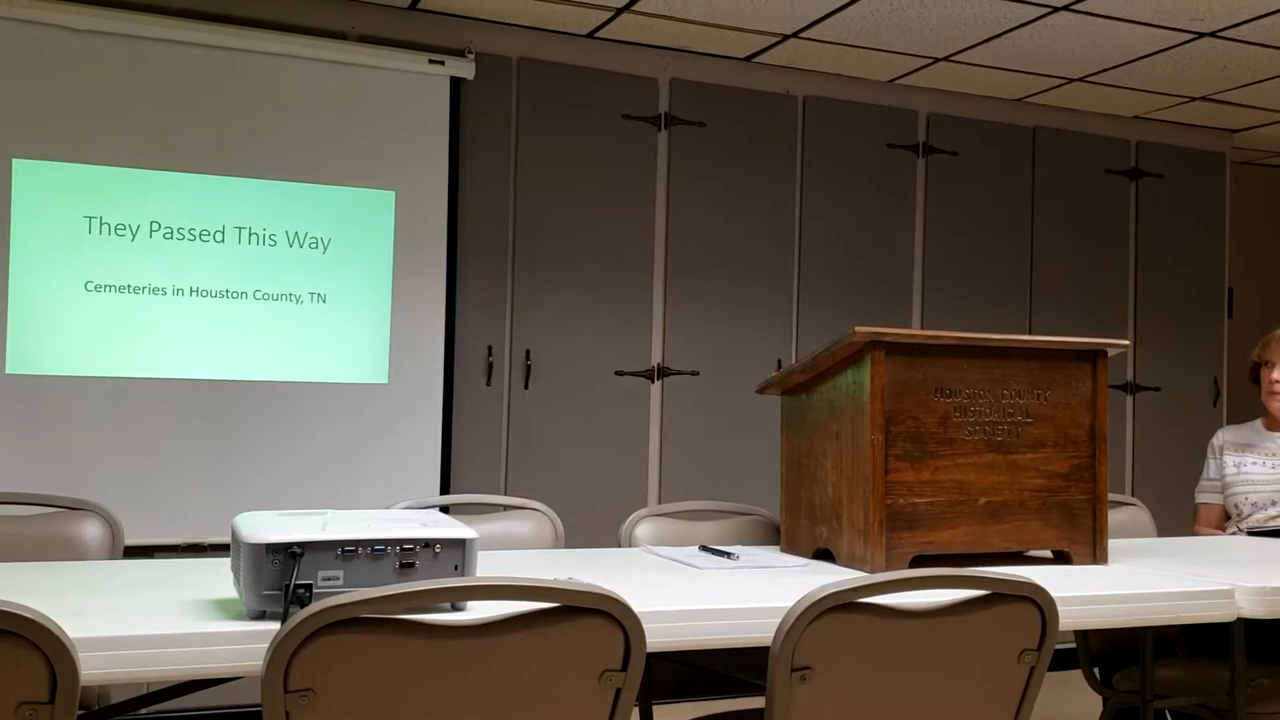 They Passed This Way
Cemeteries in Houston County, TN
HOUSTON COUNTY
HISTORICAL
SOCIETY